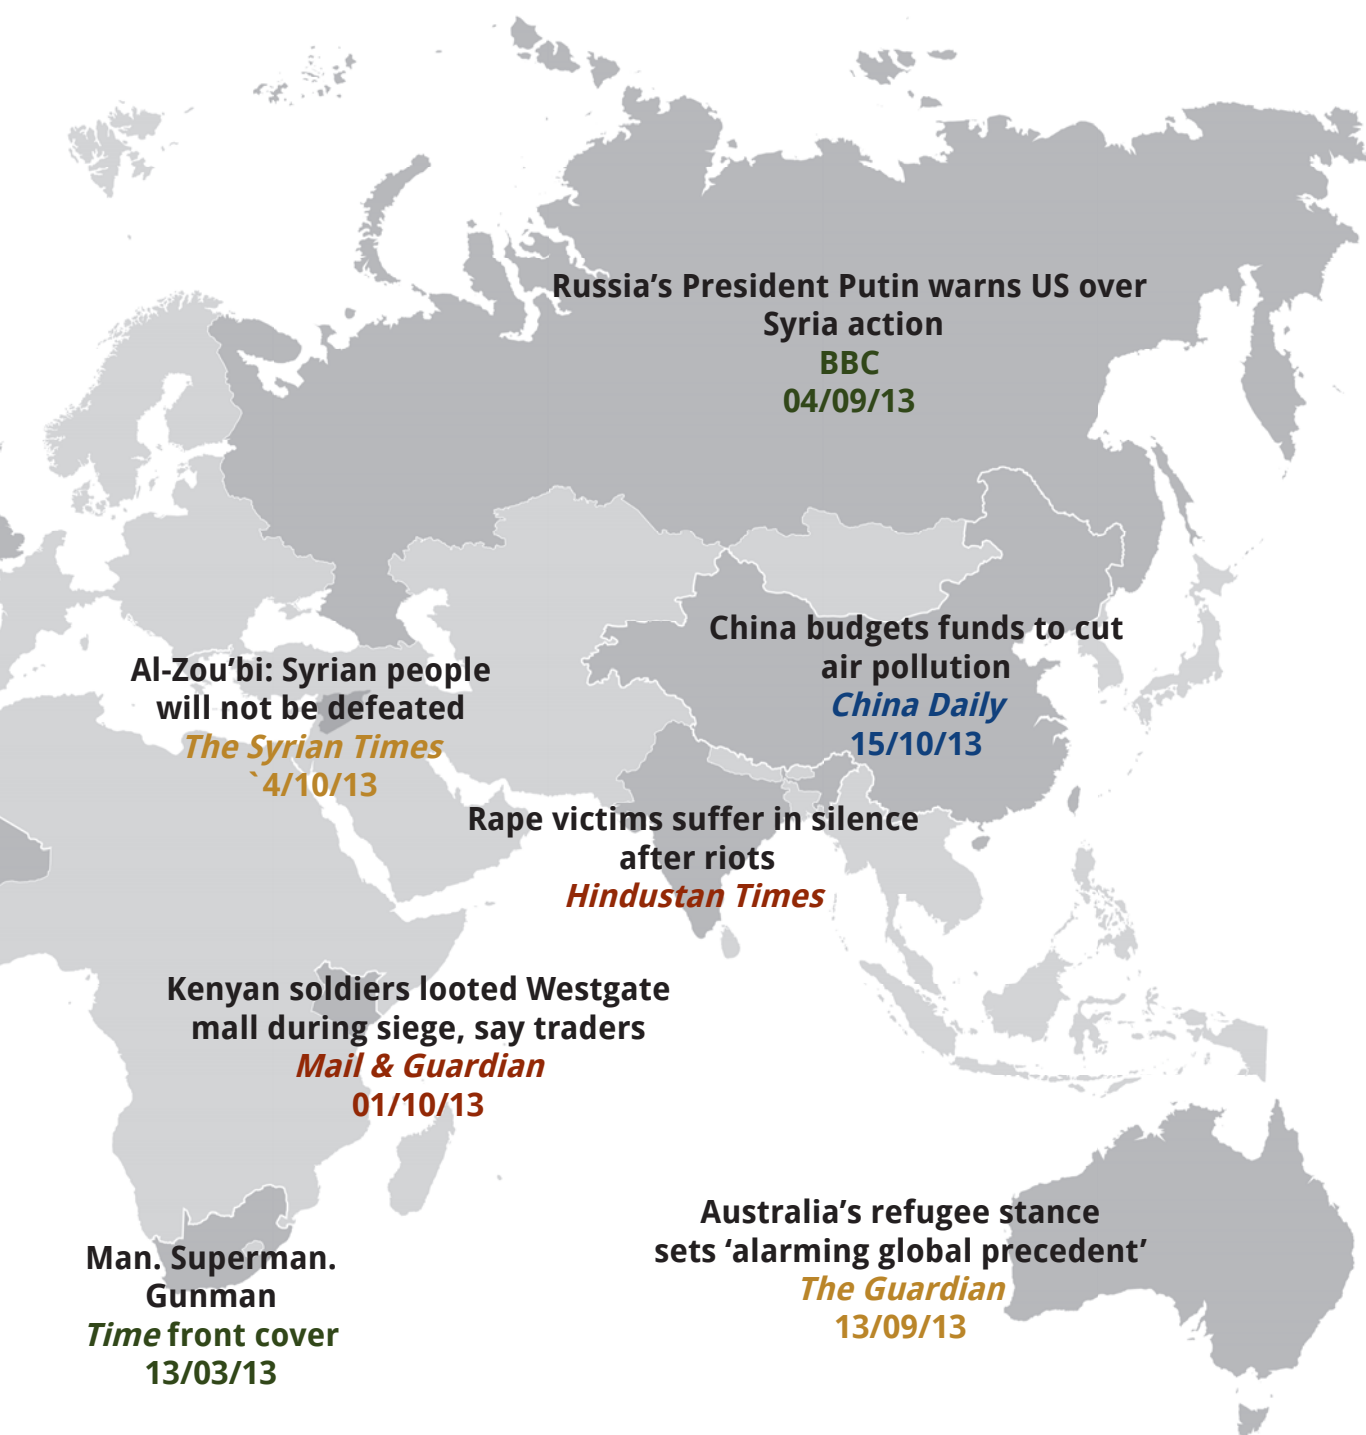 Russia’s President Putin warns US over
Syria action
BBC
04/09/13
China budgets funds to cut
air pollution
China Daily
15/10/13
Al-Zou’bi: Syrian people
will not be defeated
The Syrian Times
`4/10/13
Rape victims suffer in silence
after riots
Hindustan Times
Kenyan soldiers looted Westgate
mall during siege, say traders
Mail & Guardian
01/10/13
Australia’s refugee stance
sets ‘alarming global precedent’
The Guardian
13/09/13
Man. Superman.
Gunman
Time front cover
13/03/13